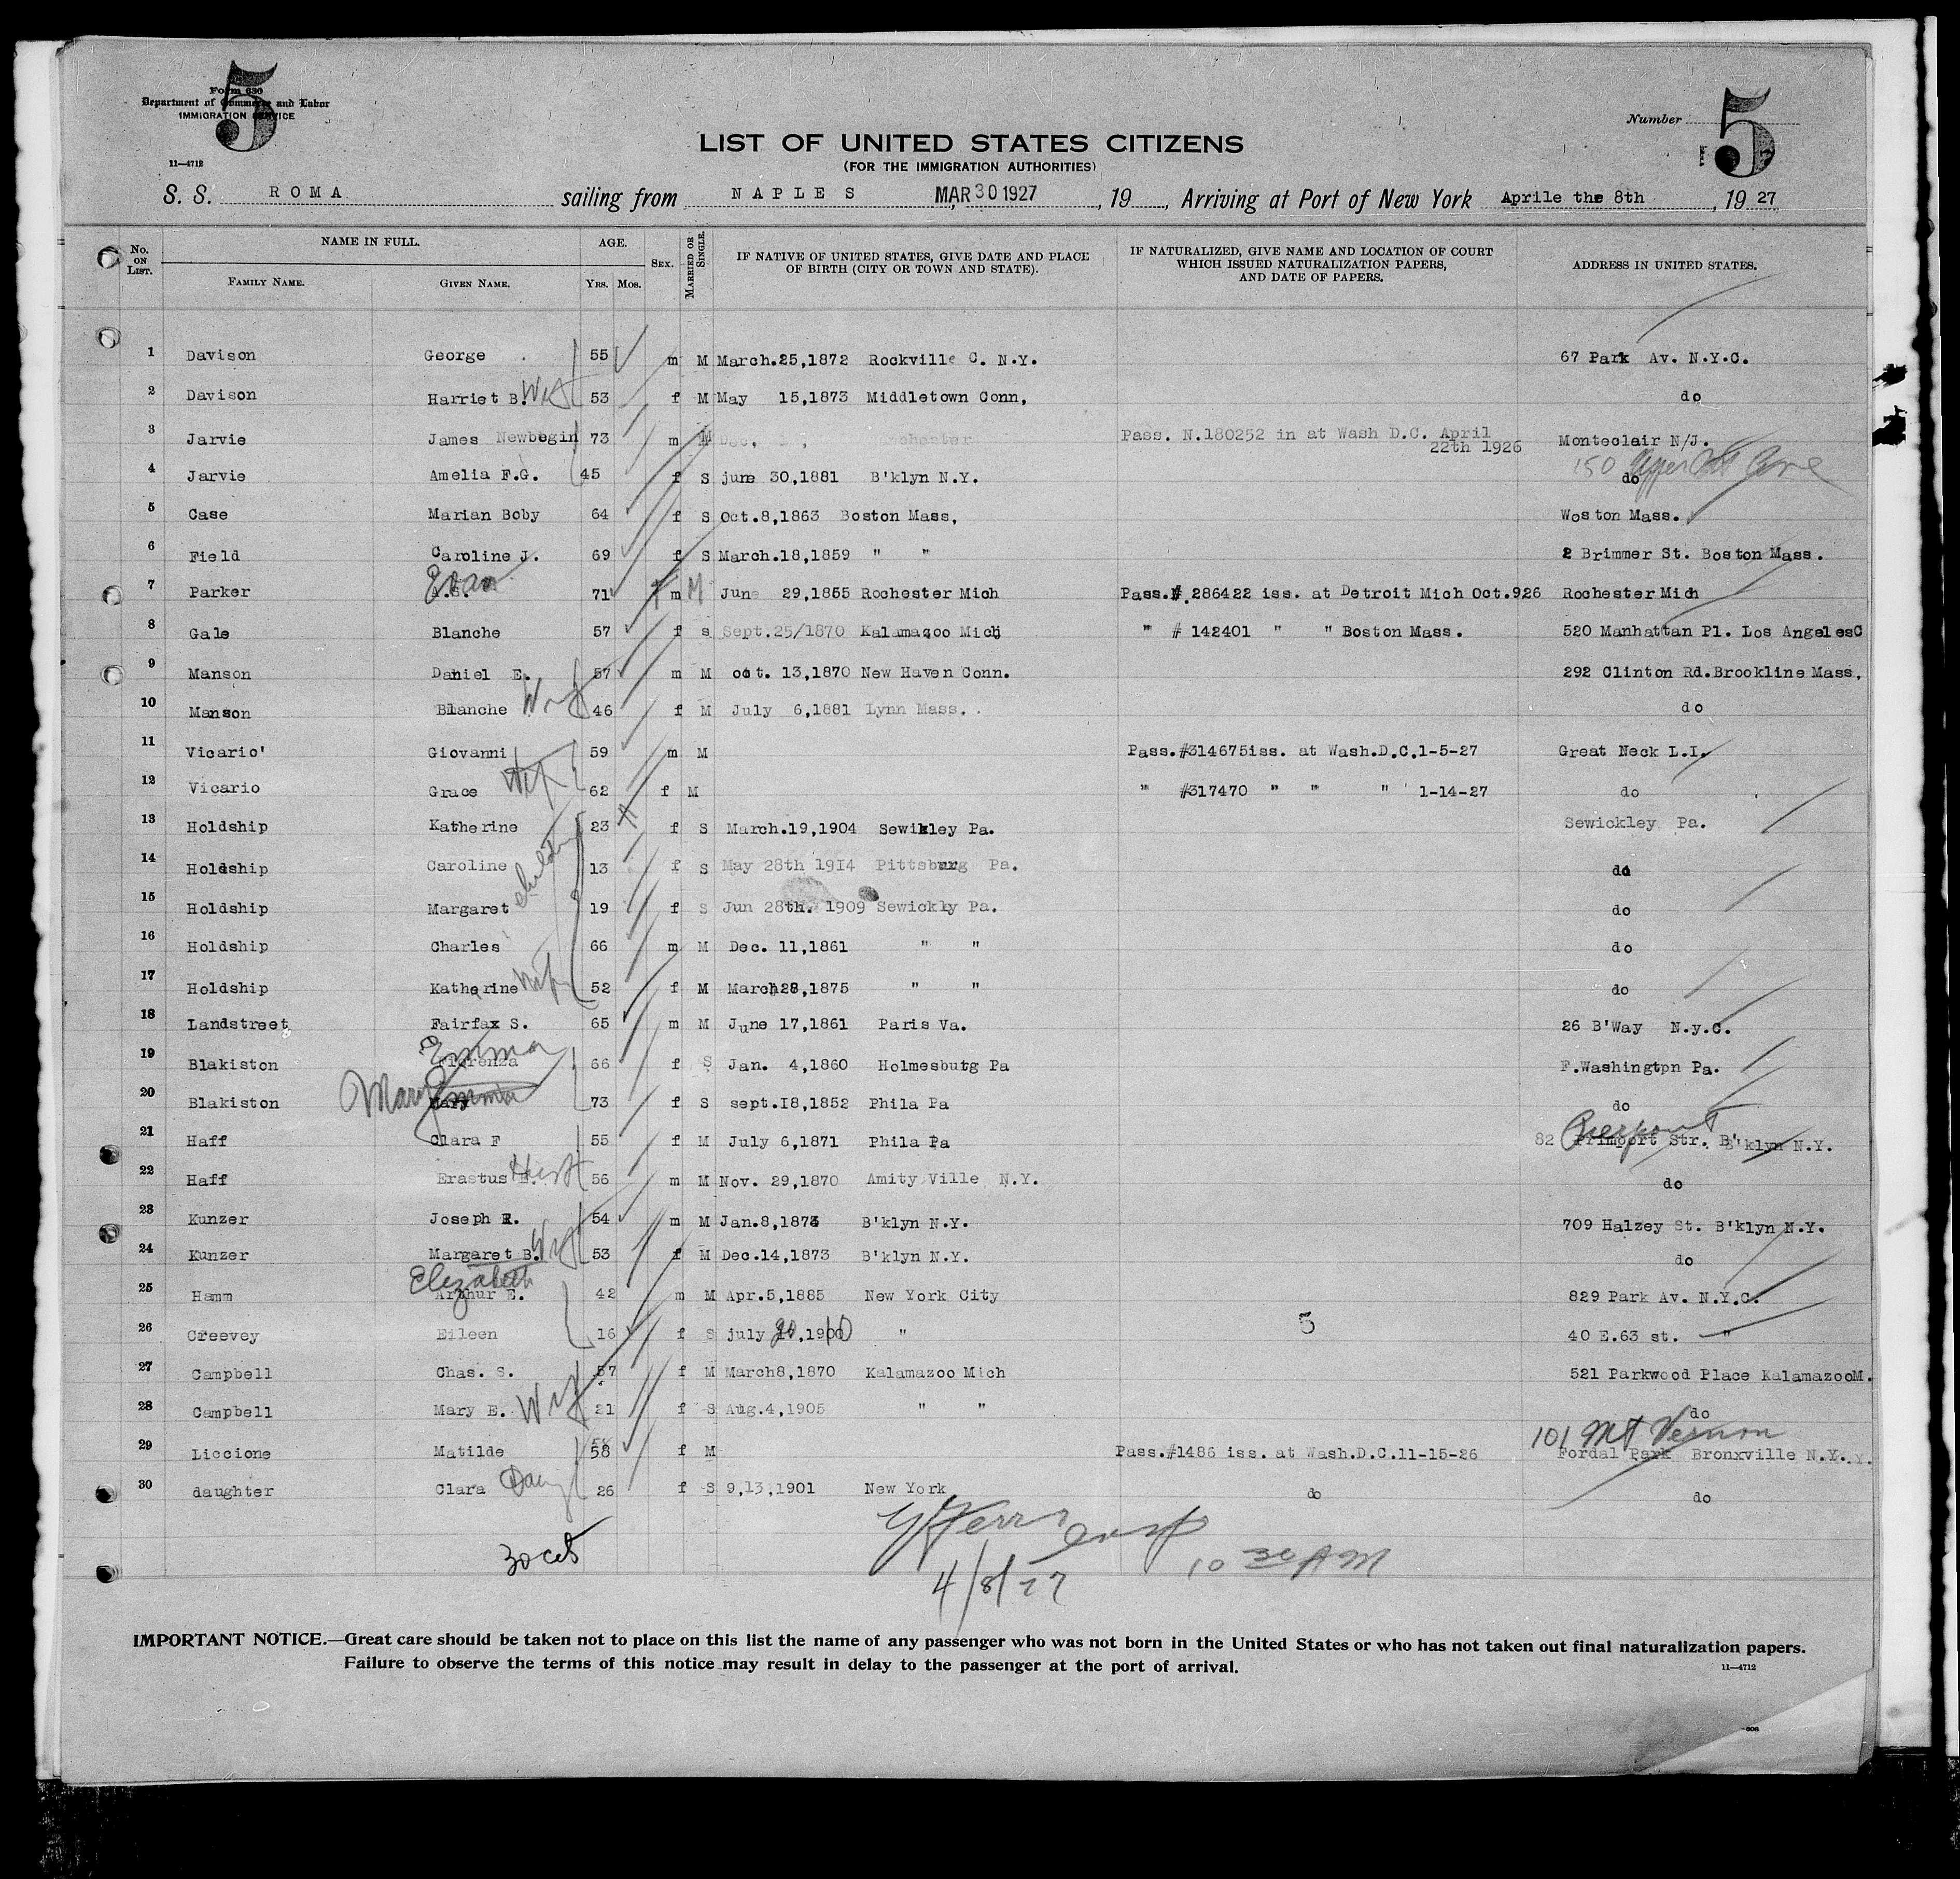 5
Form 630
Department of Commerce and Labor
IMMIGRATION SERVICE
11—4712
Number
5
LIST OF UNITED STATES CITIZENS
(FOR THE IMMIGRATION AUTHORITIES)
S. S. ROMA sailing from NAPLES MAR 30 1927, 19 , Arriving at Port of New York Aprile the 8th, 19 27
No. ON LIST. NAME IN FULL. AGE. SEX. MARRIED OR SINGLE. IF NATIVE OF UNITED STATES, GIVE DATE AND PLACE OF BIRTH (CITY OR TOWN AND STATE). IF NATURALIZED, GIVE NAME AND LOCATION OF COURT WHICH ISSUED NATURALIZATION PAPERS, AND DATE OF PAPERS. ADDRESS IN UNITED STATES.
FAMILY NAME. GIVEN NAME. YRS. MOS.
1 Davison George 55 m M March.25,1872 Rockville C. N.Y. 67 Park Av. N.Y.C.
2 Davison Harriet B. Wife 53 f M May 15,1873 Middletown Conn, do
3 Jarvie James Newbegin 73 m M Dec, Pass. N.180252 in at Wash D.C. April 22th 1926 Monteclair N/J.
150 Upper Mt
4 Jarvie Amelia F.G. 45 f S june 30,1881 B'klyn N.Y. do
5 Case Marian Boby 64 f S Oct.8,1863 Boston Mass, Woston Mass.
6 Field Caroline J. 69 f S March.18,1859 " " 2 Brimmer St. Boston Mass.
7 Parker A.S. 71 m M June 29,1855 Rochester Mich Pass.#. 286422 iss. at Detroit Mich Oct.926 Rochester Mich
8 Gale Blanche 57 f s Sept.25/1870 Kalamazoo Mich " # 142401 " " Boston Mass. 520 Manhattan Pl. Los Angeles C
9 Manson Daniel E. 57 m M oct. 13,1870 New Haven Conn. 292 Clinton Rd.Brookline Mass,
10 Manson Blanche Wife 46 f M July 6,1881 Lynn Mass. do
11 Vicario' Giovanni 59 m M Pass.#314675iss. at Wash.D.C.1-5-27 Great Neck L.I.
12 Vicario Grace Wife 62 f M " #317470 " " " 1-14-27 do
13 Holdship Katherine 23 f S March.19,1904 Sewikley Pa. Sewickley Pa.
children
14 Holdship Caroline 13 f S May 28th 1914 Pittsburg Pa. do
15 Holdship Margaret 19 f S Jun 28th. 1909 Sewickly Pa. do
16 Holdship Charles 66 m M Dec. 11,1861 " " do
17 Holdship Katherine Wife 52 f M March28,1875 " " do
18 Landstreet Fairfax S. 65 m M June 17,1861 Paris Va. 26 B'Way N.y.C.
Emma
19 Blakiston Florenza 66 f S Jan. 4,1860 Holmesbutg Pa F.Washingtpn Pa.
Mary Emma
20 Blakiston Mary 73 f S sept.18,1852 Phila Pa do
Pierpont
21 Haff Clara F 55 f M July 6,1871 Phila Pa 82 Primport Str. B'klyn N.Y.
22 Haff Erastus E. 56 m M Nov. 29,1870 Amity Ville N.Y. do
23 Kunzer Joseph R. 54 m M Jan.8,1873 B'klyn N.Y. 709 Halzey St. B'klyn N.Y.
24 Kunzer Margaret B. Wife 53 f M Dec.14,1873 B'klyn N.Y. do
Elizabeth
25 Hamm Arthur E. 42 m M Apr.5,1885 New York City 829 Park Av. N.Y.C.
26 Creevey Eileen 16 f S july 20,1910 " 5 40 E.63 st. "
27 Campbell Chas. S. 57 f M March8,1870 Kalamazoo Mich 521 Parkwood Place KalamazooM.
28 Campbell Mary E. Wife 21 f S Aug.4,1905 " " do
101 Mt Vernon
29 Liccione Matilde 58 f M Pass.#1486 iss. at Wash.D.C.11-15-26 Fordal Park Bronxville N.Y.
30 daughter Clara Daug 26 f S 9,13,1901 New York do do
30 cit
4/8/27
10 30 AM
IMPORTANT NOTICE.—Great care should be taken not to place on this list the name of any passenger who was not born in the United States or who has not taken out final naturalization papers.
Failure to observe the terms of this notice may result in delay to the passenger at the port of arrival.
11—4712